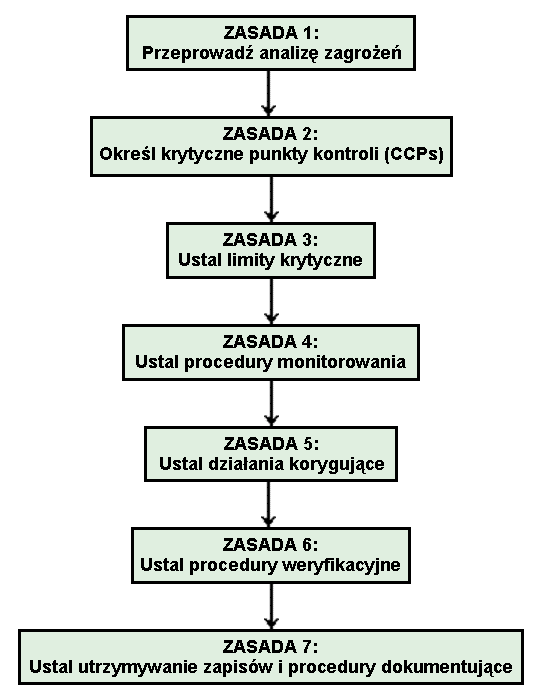 ZASADA 1:
Przeprowadź analizę zagrożeń
ZASADA 2:
Określ krytyczne punkty kontroli (CCPs)
ZASADA 3:
Ustal limity krytyczne
ZASADA 4:
Ustal procedury monitorowania
ZASADA 5:
Ustal działania korygujące
ZASADA 6:
Ustal procedury weryfikacyjne
ZASADA 7:
Ustal utrzymywanie zapisów i procedury dokumentujące